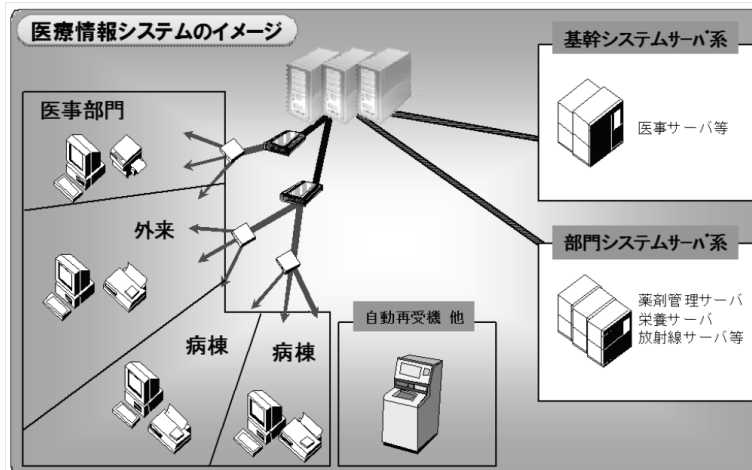 医療情報システムのイメージ
基幹システムサーバ系
医事サーバ等
医事部門
外来
部門システムサーバ系
薬剤管理サーバ
栄養サーバ
放射線サーバ等
自動再受機 他
病棟
病棟